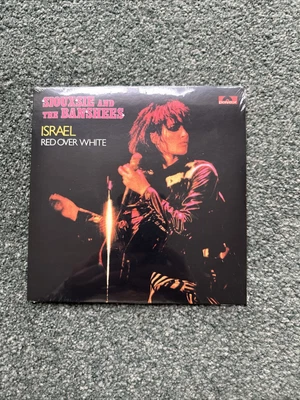 SIOUXSIE AND
THE BANSHEES
ISRAEL
RED OVER WHITE